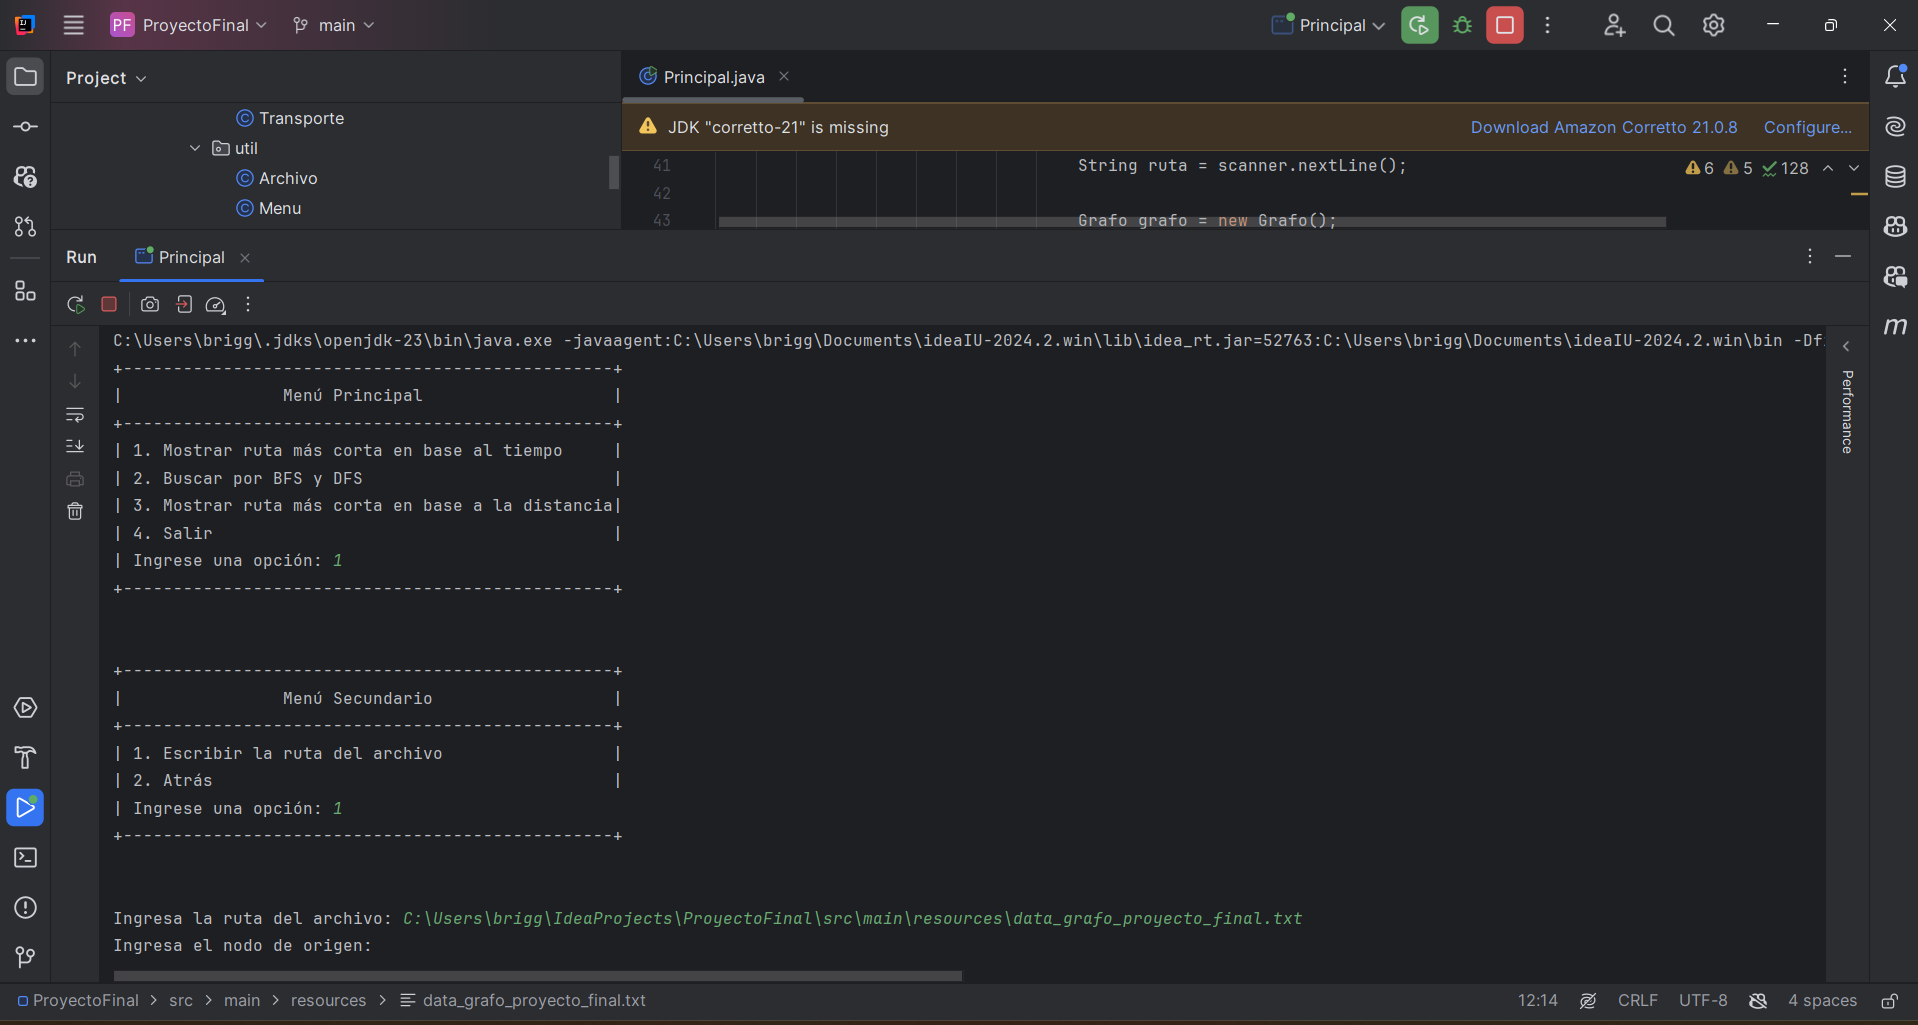 PF ProyectoFinal main Principal
Project
Principal.java
Transporte
util
Archivo
Menu
JDK "corretto-21" is missing Download Amazon Corretto 21.0.8 Configure...
41 String ruta = scanner.nextLine(); 6 5 128
42
43 Grafo grafo = new Grafo();
Run Principal
C:\Users\brigg\.jdks\openjdk-23\bin\java.exe -javaagent:C:\Users\brigg\Documents\ideaIU-2024.2.win\lib\idea_rt.jar=52763:C:\Users\brigg\Documents\ideaIU-2024.2.win\bin -Df
Performance
+-------------------------------------------------+
|                Menú Principal                   |
+-------------------------------------------------+
| 1. Mostrar ruta más corta en base al tiempo     |
| 2. Buscar por BFS y DFS                         |
| 3. Mostrar ruta más corta en base a la distancia|
| 4. Salir                                        |
| Ingrese una opción: 1
+-------------------------------------------------+
+-------------------------------------------------+
|                Menú Secundario                  |
+-------------------------------------------------+
| 1. Escribir la ruta del archivo                 |
| 2. Atrás                                        |
| Ingrese una opción: 1
+-------------------------------------------------+
Ingresa la ruta del archivo: C:\Users\brigg\IdeaProjects\ProyectoFinal\src\main\resources\data_grafo_proyecto_final.txt
Ingresa el nodo de origen:
ProyectoFinal > src > main > resources > data_grafo_proyecto_final.txt 12:14 CRLF UTF-8 4 spaces